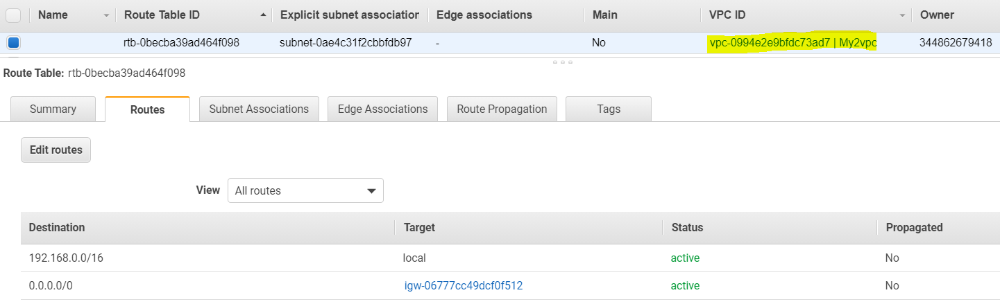 Name Route Table ID Explicit subnet association Edge associations Main VPC ID Owner
rtb-0becba39ad464f098 subnet-0ae4c31f2cbbfdb97 - No vpc-0994e2e9bfdc73ad7 | My2vpc 344862679418
Route Table: rtb-0becba39ad464f098
Summary Routes Subnet Associations Edge Associations Route Propagation Tags
Edit routes
View All routes
Destination Target Status Propagated
192.168.0.0/16 local active No
0.0.0.0/0 igw-06777cc49dcf0f512 active No